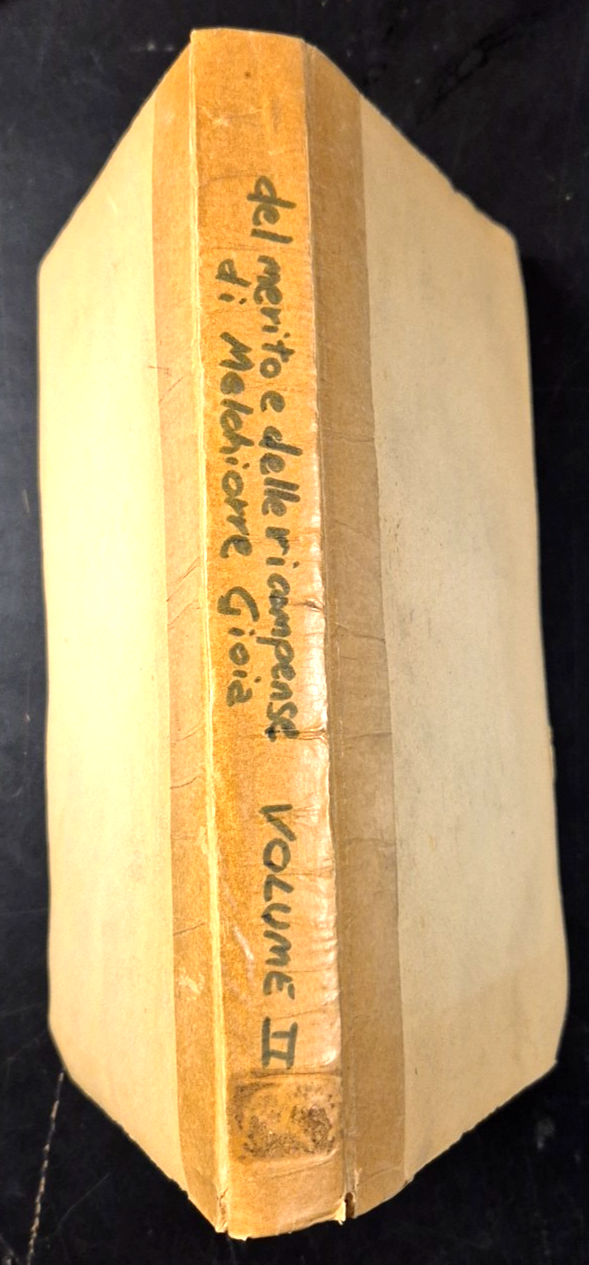 del merito e delle ricompense
di Melchiorre Gioia
VOLUME II